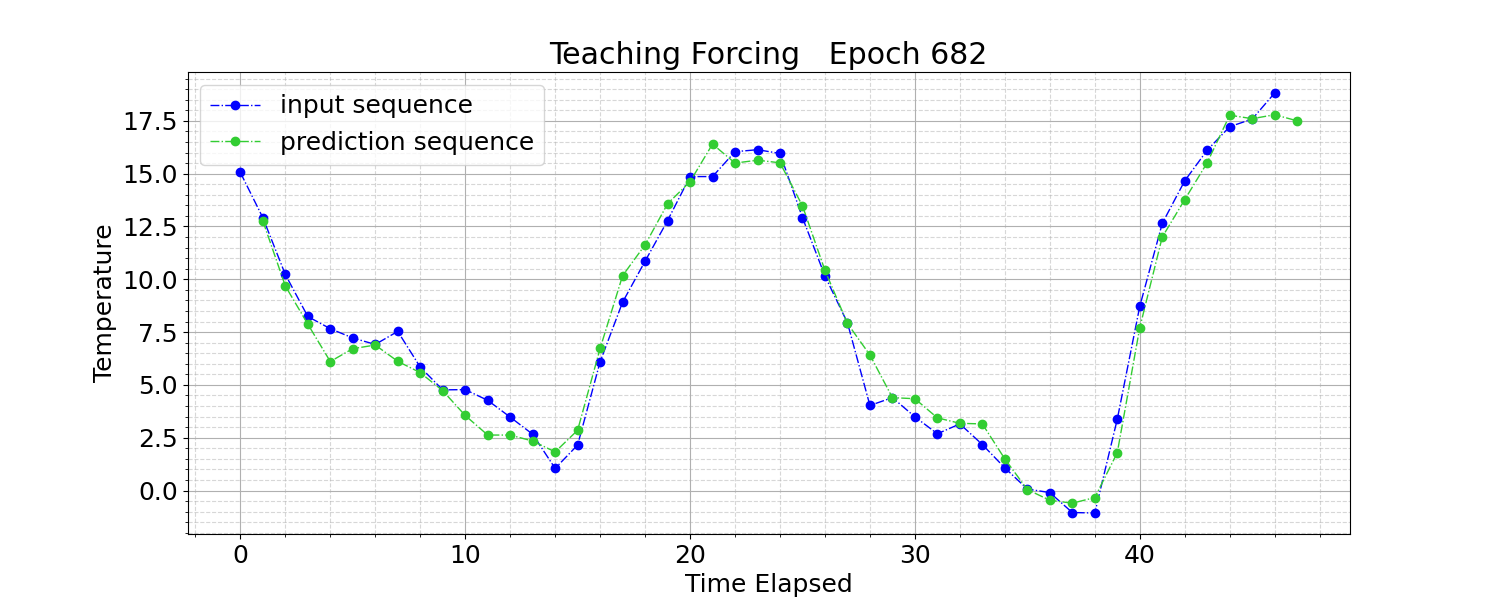 Teaching Forcing   Epoch 682
input sequence
prediction sequence
17.5
15.0
12.5
10.0
7.5
5.0
2.5
0.0
Temperature
0 10 20 30 40
Time Elapsed